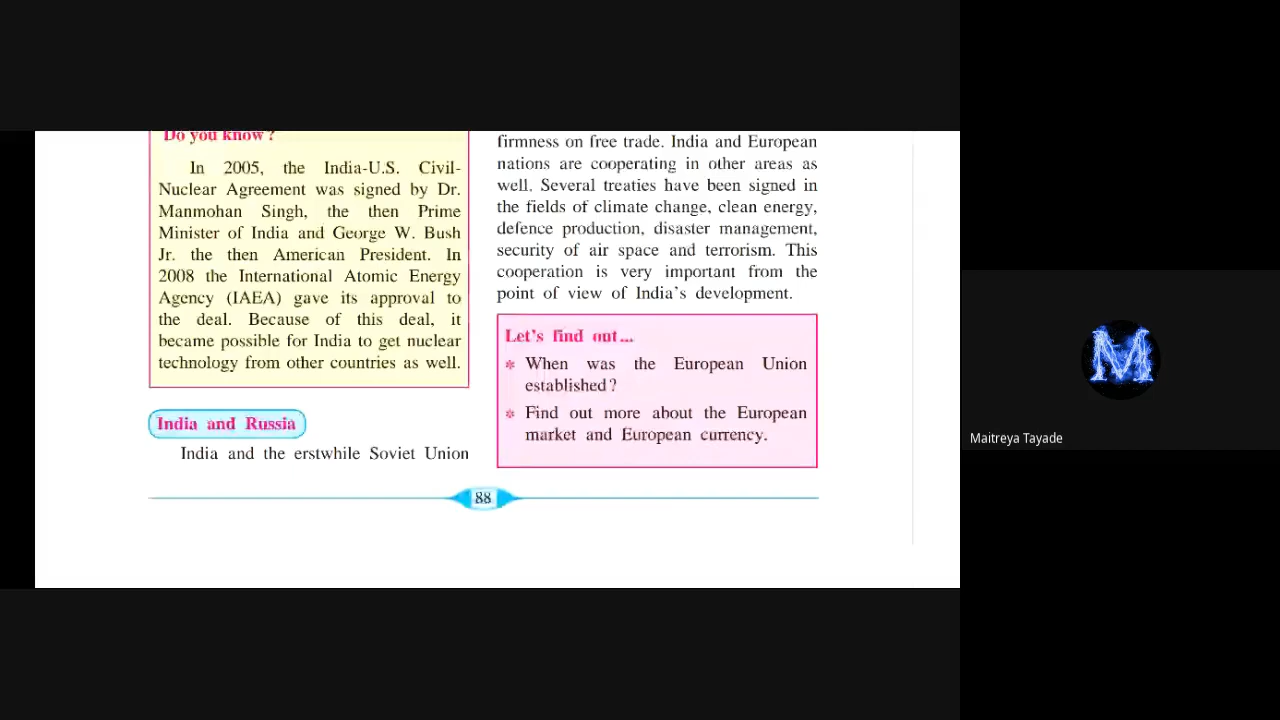 Do you know?
In 2005, the India-U.S. Civil-
Nuclear Agreement was signed by Dr.
Manmohan Singh, the then Prime
Minister of India and George W. Bush
Jr. the then American President. In
2008 the International Atomic Energy
Agency (IAEA) gave its approval to
the deal. Because of this deal, it
became possible for India to get nuclear
technology from other countries as well.
India and Russia
India and the erstwhile Soviet Union
firmness on free trade. India and European
nations are cooperating in other areas as
well. Several treaties have been signed in
the fields of climate change, clean energy,
defence production, disaster management,
security of air space and terrorism. This
cooperation is very important from the
point of view of India's development.
Let's find out...
* When was the European Union
established?
* Find out more about the European
market and European currency.
88
M
Maitreya Tayade